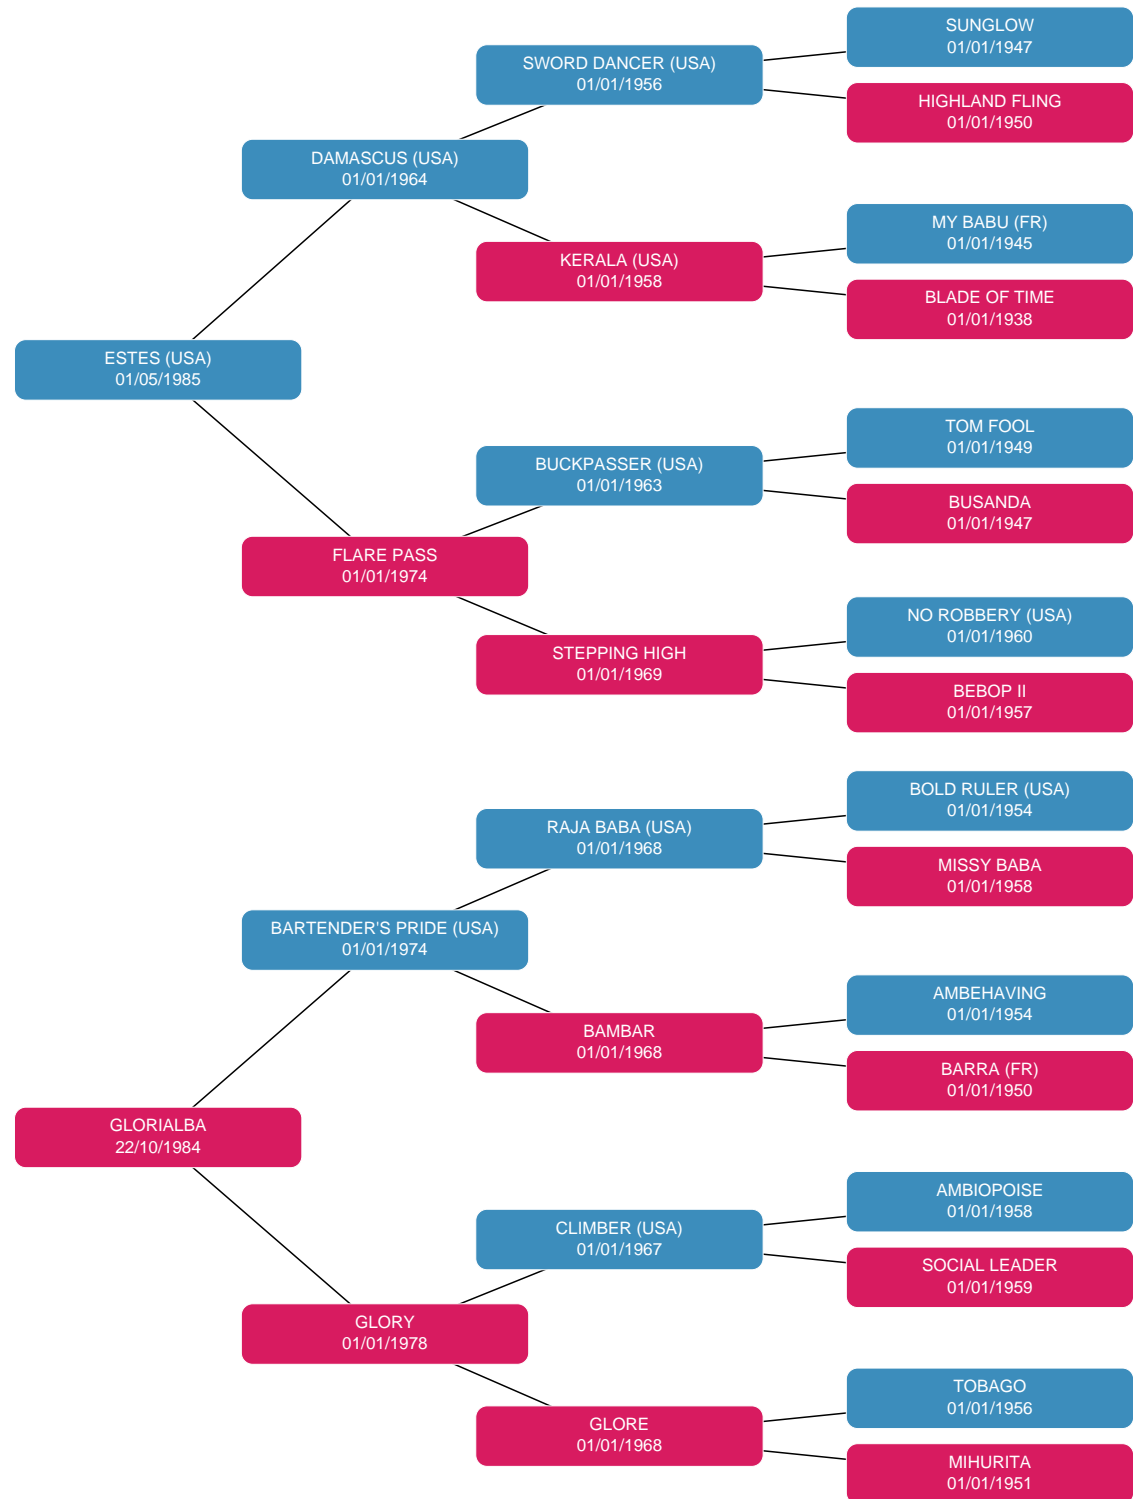 SUNGLOW
01/01/1947
SWORD DANCER (USA)
01/01/1956
HIGHLAND FLING
01/01/1950
DAMASCUS (USA)
01/01/1964
MY BABU (FR)
01/01/1945
KERALA (USA)
01/01/1958
BLADE OF TIME
01/01/1938
ESTES (USA)
01/05/1985
TOM FOOL
01/01/1949
BUCKPASSER (USA)
01/01/1963
BUSANDA
01/01/1947
FLARE PASS
01/01/1974
NO ROBBERY (USA)
01/01/1960
STEPPING HIGH
01/01/1969
BEBOP II
01/01/1957
BOLD RULER (USA)
01/01/1954
RAJA BABA (USA)
01/01/1968
MISSY BABA
01/01/1958
BARTENDER'S PRIDE (USA)
01/01/1974
AMBEHAVING
01/01/1954
BAMBAR
01/01/1968
BARRA (FR)
01/01/1950
GLORIALBA
22/10/1984
AMBIOPOISE
01/01/1958
CLIMBER (USA)
01/01/1967
SOCIAL LEADER
01/01/1959
GLORY
01/01/1978
TOBAGO
01/01/1956
GLORE
01/01/1968
MIHURITA
01/01/1951